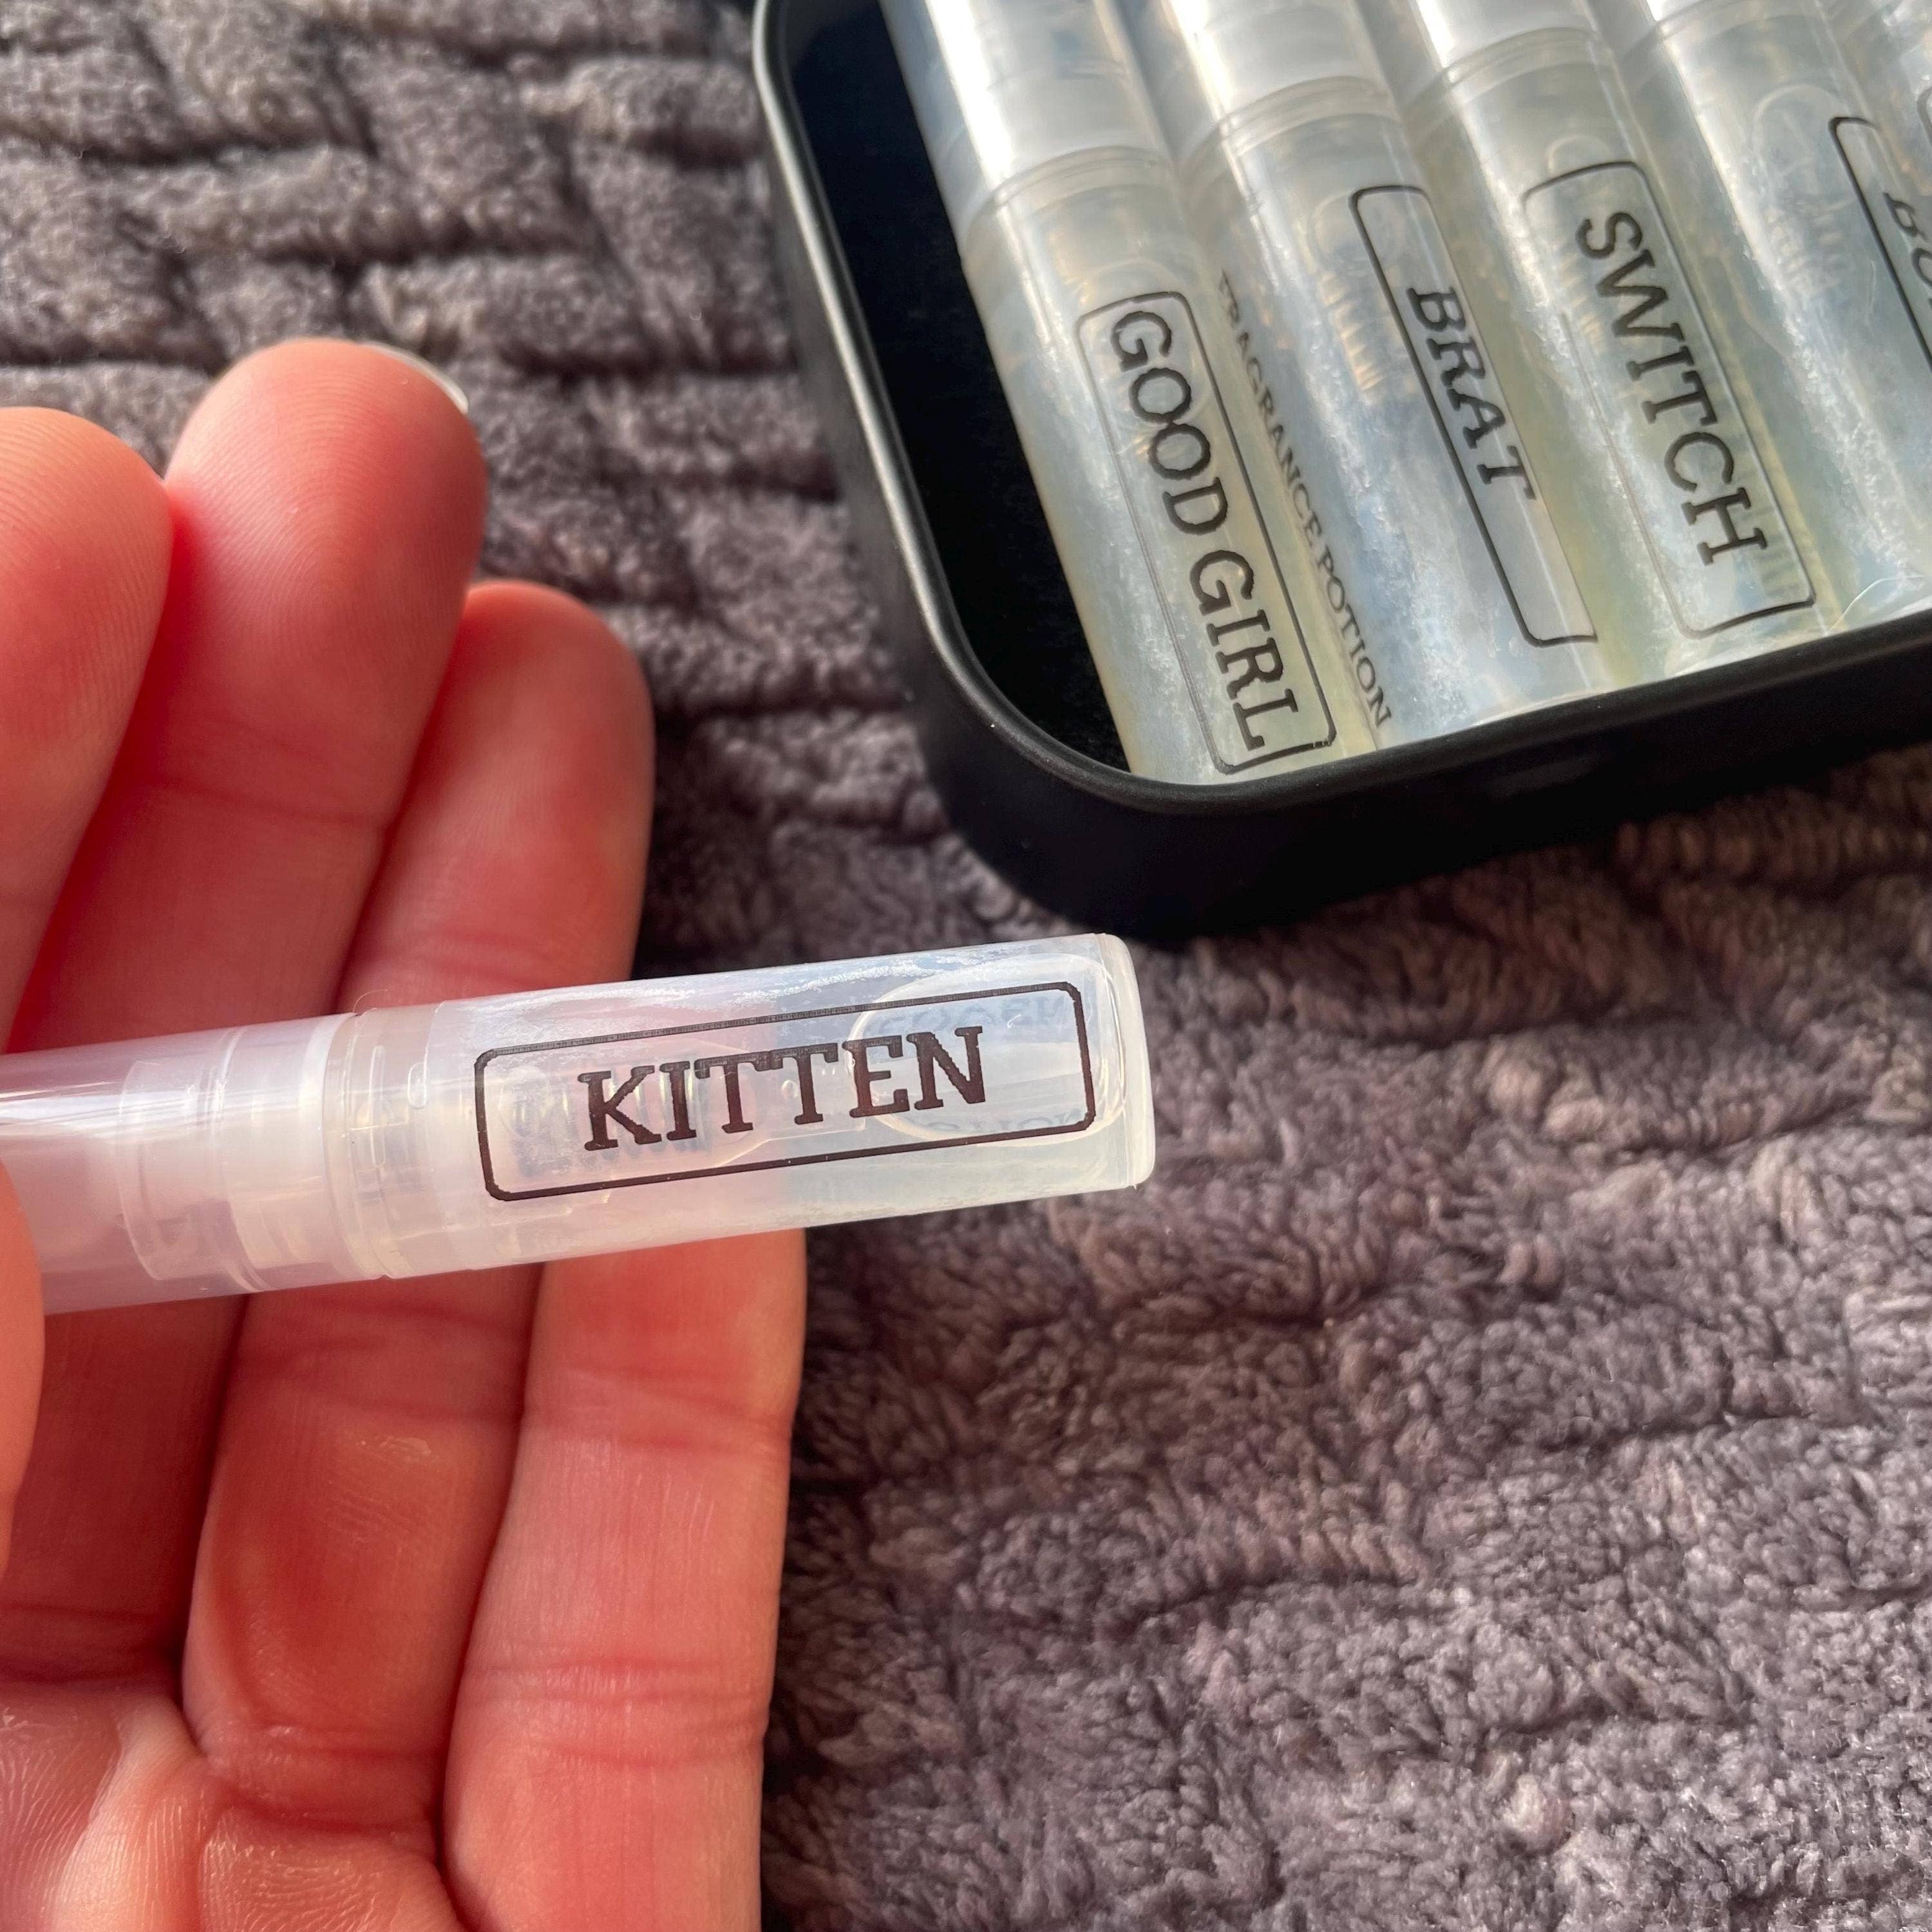 GOOD GIRL
FRAGRANCE POTION
BRAT
SWITCH
KITTEN